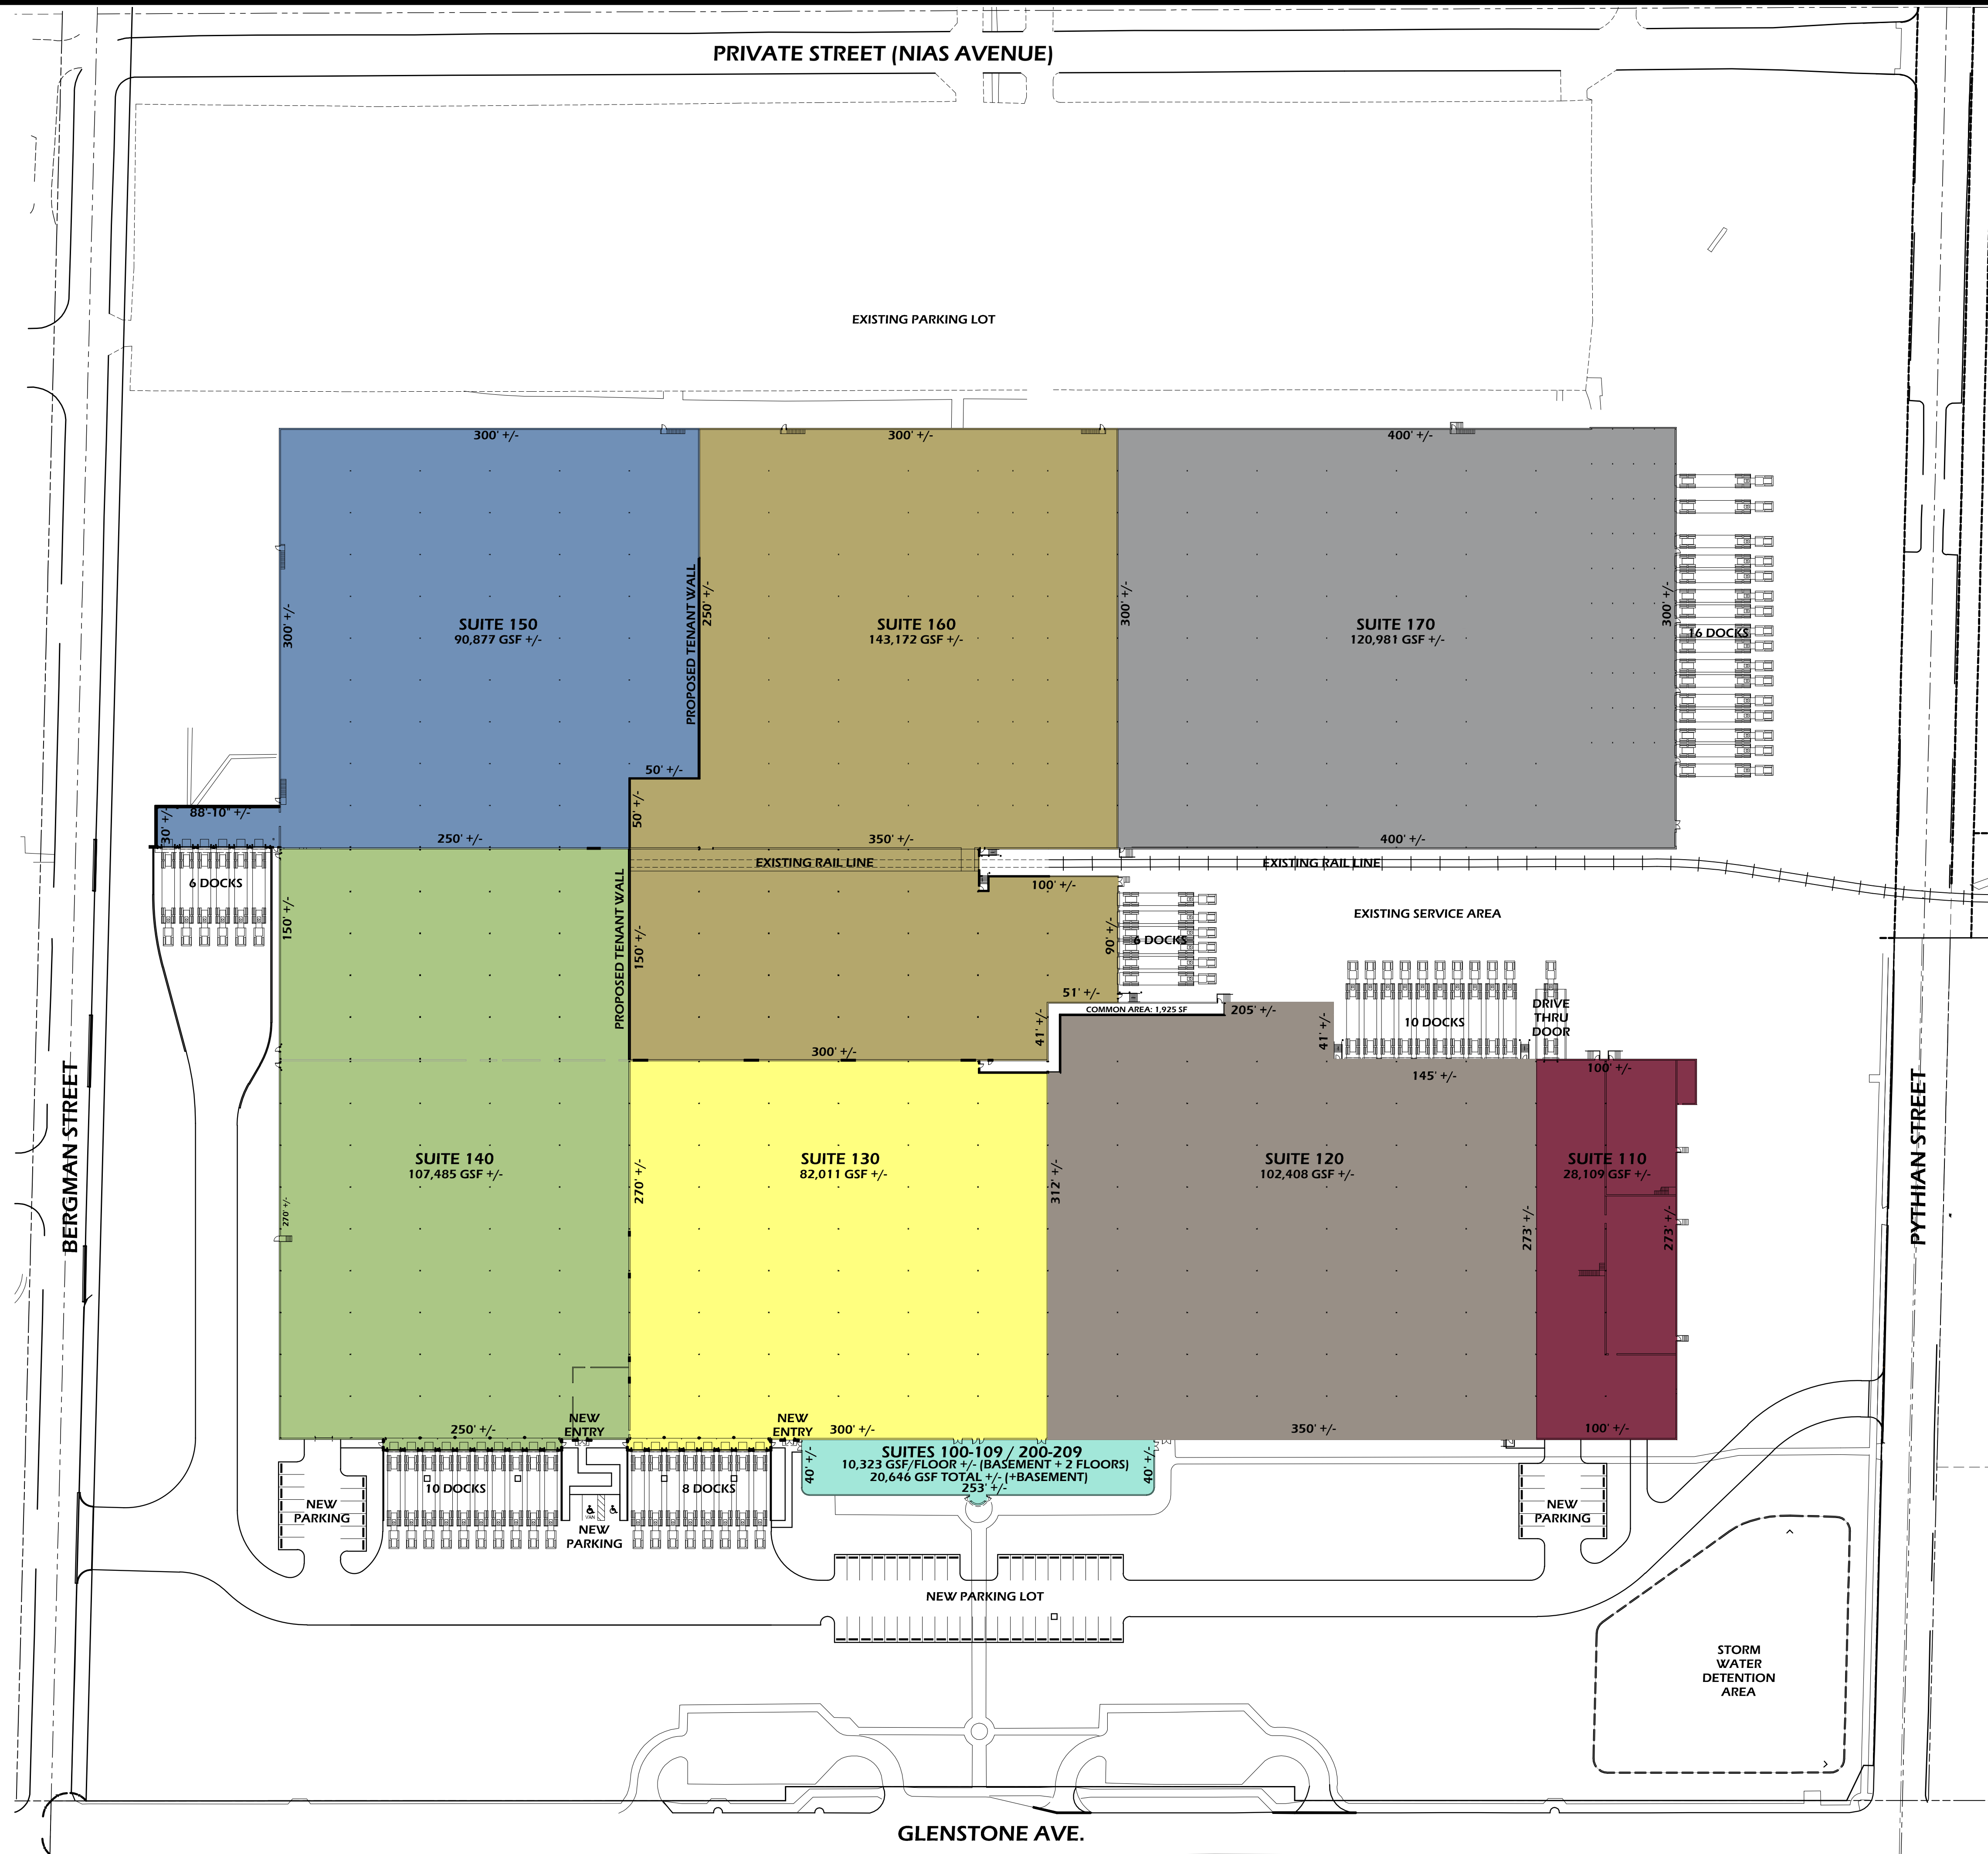 PRIVATE STREET (NIAS AVENUE)
EXISTING PARKING LOT
300' +/-
300' +/-
400' +/-
300' +/-
SUITE 150
90,877 GSF +/-
PROPOSED TENANT WALL
250' +/-
SUITE 160
143,172 GSF +/-
300' +/-
SUITE 170
120,981 GSF +/-
300' +/-
16 DOCKS
50' +/-
50' +/-
88'-10" +/-
30' +/-
250' +/-
350' +/-
400' +/-
EXISTING RAIL LINE
EXISTING RAIL LINE
6 DOCKS
150' +/-
PROPOSED TENANT WALL
150' +/-
100' +/-
90' +/-
6 DOCKS
EXISTING SERVICE AREA
51' +/-
COMMON AREA: 1,925 SF
205' +/-
41' +/-
41' +/-
10 DOCKS
DRIVE
THRU
DOOR
300' +/-
145' +/-
100' +/-
BERGMAN STREET
PYTHIAN STREET
SUITE 140
107,485 GSF +/-
270' +/-
270' +/-
SUITE 130
82,011 GSF +/-
312' +/-
SUITE 120
102,408 GSF +/-
273' +/-
SUITE 110
28,109 GSF +/-
273' +/-
250' +/-
NEW
ENTRY
NEW
ENTRY
300' +/-
350' +/-
100' +/-
40' +/-
SUITES 100-109 / 200-209
10,323 GSF/FLOOR +/- (BASEMENT + 2 FLOORS)
20,646 GSF TOTAL +/- (+BASEMENT)
253' +/-
40' +/-
NEW
PARKING
10 DOCKS
VAN
NEW
PARKING
8 DOCKS
NEW
PARKING
NEW PARKING LOT
STORM
WATER
DETENTION
AREA
GLENSTONE AVE.